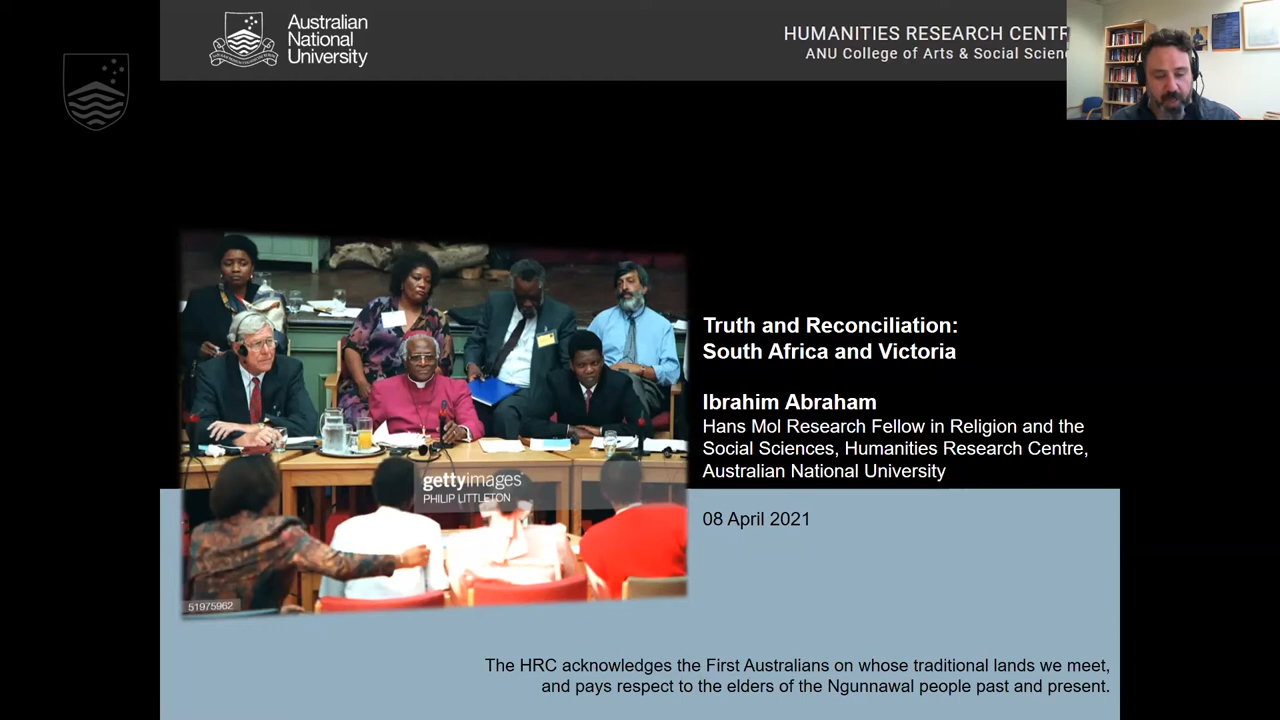 Australian
National
University
HUMANITIES RESEARCH CENTR
ANU College of Arts & Social Scienc
Truth and Reconciliation:
South Africa and Victoria
Ibrahim Abraham
Hans Mol Research Fellow in Religion and the
Social Sciences, Humanities Research Centre,
Australian National University
gettyimages
PHILIP LITTLETON
08 April 2021
51975962
The HRC acknowledges the First Australians on whose traditional lands we meet,
and pays respect to the elders of the Ngunnawal people past and present.